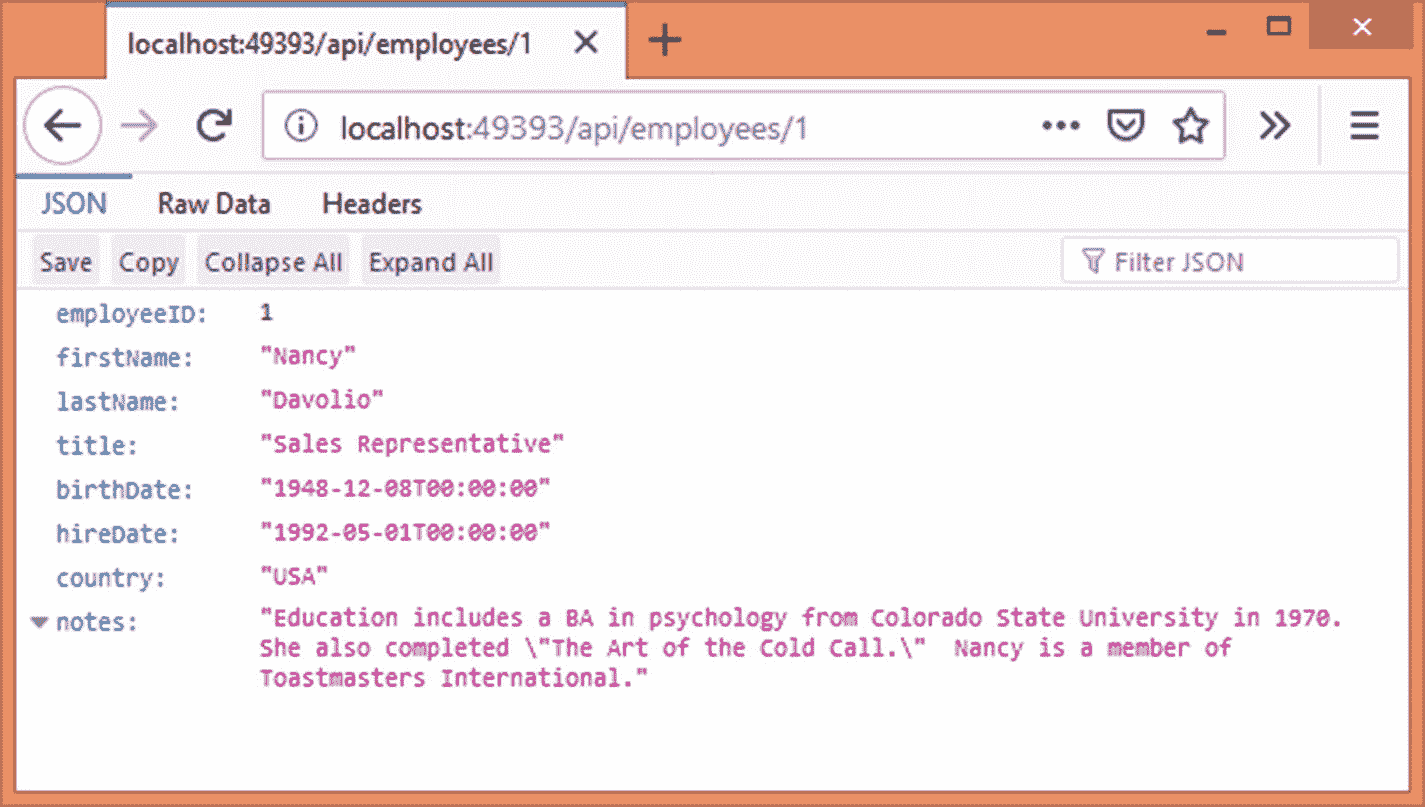 localhost:49393/api/employees/1
localhost:49393/api/employees/1
JSON Raw Data Headers
Save Copy Collapse All Expand All Filter JSON
employeeID: 1
firstName: "Nancy"
lastName: "Davolio"
title: "Sales Representative"
birthDate: "1948-12-08T00:00:00"
hireDate: "1992-05-01T00:00:00"
country: "USA"
notes: "Education includes a BA in psychology from Colorado State University in 1970.
She also completed \"The Art of the Cold Call.\"  Nancy is a member of
Toastmasters International."